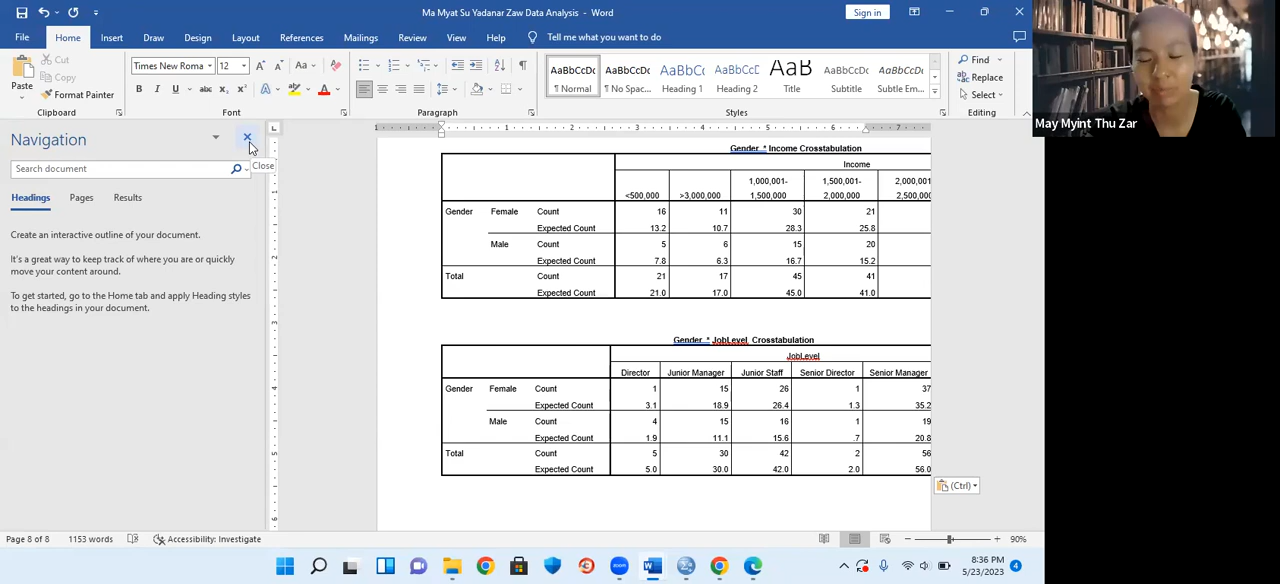 Ma Myat Su Yadanar Zaw Data Analysis - Word
Sign in
File Home Insert Draw Design Layout References Mailings Review View Help Tell me what you want to do
Paste
Cut
Copy
Format Painter
Clipboard
Times New Roma 12
Font
Paragraph
AaBbCcDc AaBbCcDc AaBbCc AaBbCcD AaB AaBbCcDc AaBbCcDc
¶ Normal ¶ No Spac... Heading 1 Heading 2 Title Subtitle Subtle Em...
Styles
Find
Replace
Select
Editing
May Myint Thu Zar
Navigation
Close
Search document
Headings Pages Results
Create an interactive outline of your document.
It's a great way to keep track of where you are or quickly
move your content around.
To get started, go to the Home tab and apply Heading styles
to the headings in your document.
Gender * Income Crosstabulation
Income
<500,000 >3,000,000 1,000,001-1,500,000 1,500,001-2,000,000 2,000,001-2,500,000
Gender Female Count 16 11 30 21
Expected Count 13.2 10.7 28.3 25.8
Male Count 5 6 15 20
Expected Count 7.8 6.3 16.7 15.2
Total Count 21 17 45 41
Expected Count 21.0 17.0 45.0 41.0
Gender * JobLevel Crosstabulation
JobLevel
Director Junior Manager Junior Staff Senior Director Senior Manager
Gender Female Count 1 15 26 1 37
Expected Count 3.1 18.9 26.4 1.3 35.2
Male Count 4 15 16 1 19
Expected Count 1.9 11.1 15.6 .7 20.8
Total Count 5 30 42 2 56
Expected Count 5.0 30.0 42.0 2.0 56.0
(Ctrl)
Page 8 of 8 1153 words Accessibility: Investigate 90%
8:36 PM
5/23/2023